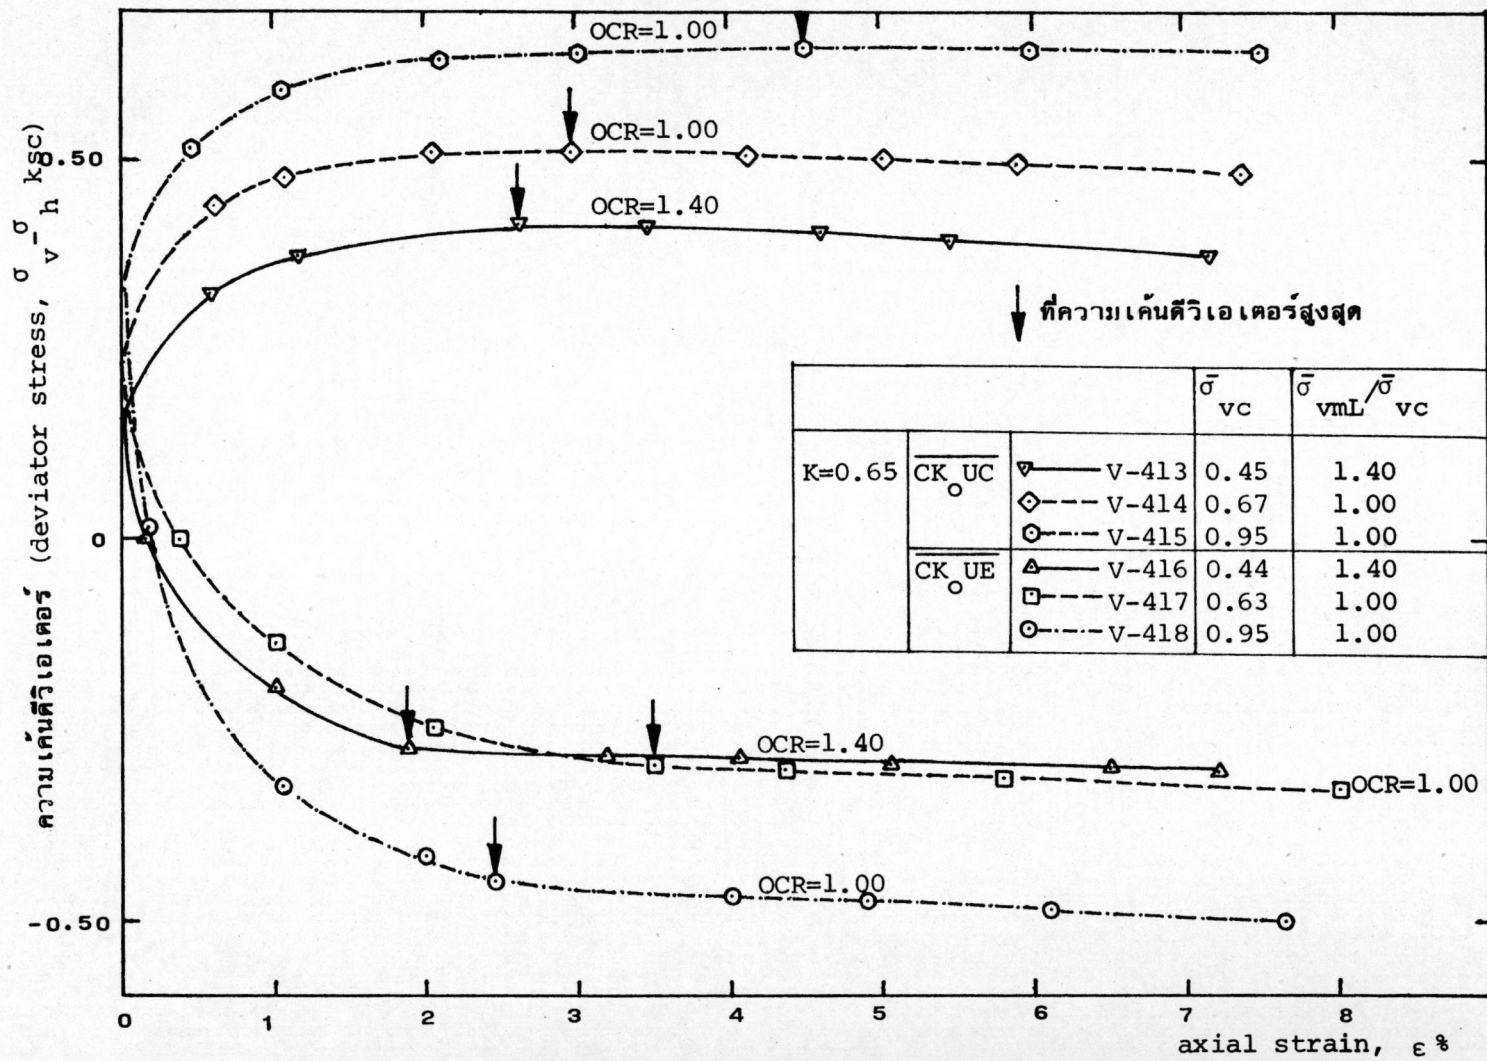 OCR=1.00
OCR=1.00
OCR=1.40
0.50
0
-0.50
ความเค้นดีวิเอเตอร์ (deviator stress, σv-σh ksc)
ที่ความเค้นดีวิเอเตอร์สูงสุด
σ̄vc σ̄vmL/σ̄vc
K=0.65 CKoUC V-413 0.45 1.40
V-414 0.67 1.00
V-415 0.95 1.00
CKoUE V-416 0.44 1.40
V-417 0.63 1.00
V-418 0.95 1.00
OCR=1.40
OCR=1.00
OCR=1.00
0 1 2 3 4 5 6 7 8
axial strain, ε%